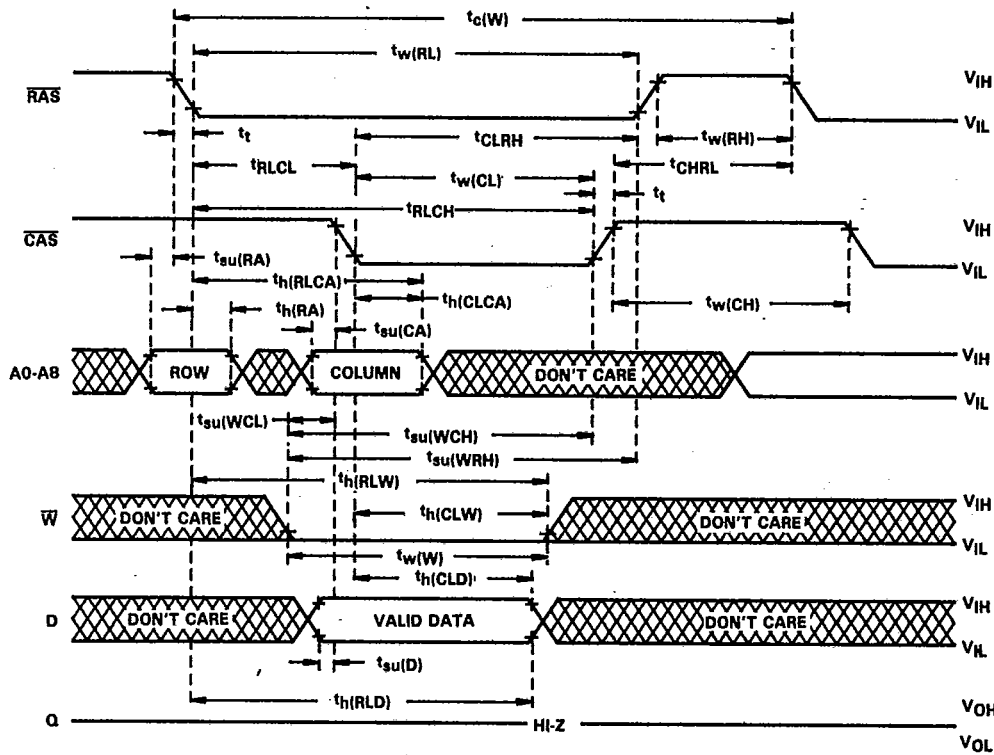 tc(W)
tw(RL)
RAS
VIH
VIL
tt
tCLRH
tw(RH)
tRLCL
tCHRL
tw(CL)
tt
tRLCH
CAS
VIH
VIL
tsu(RA)
th(RLCA)
tw(CH)
th(RA)
th(CLCA)
tsu(CA)
A0-A8
ROW
COLUMN
DON'T CARE
VIH
VIL
tsu(WCL)
tsu(WCH)
tsu(WRH)
th(RLW)
W
DON'T CARE
th(CLW)
DON'T CARE
VIH
VIL
tw(W)
th(CLD)
D
DON'T CARE
VALID DATA
DON'T CARE
VIH
VIL
tsu(D)
th(RLD)
Q
HI-Z
VOH
VOL